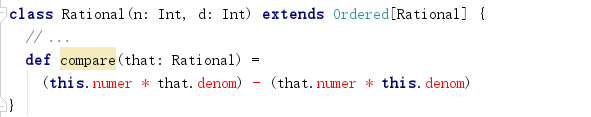 class Rational(n: Int, d: Int) extends Ordered[Rational] {
// ...
def compare(that: Rational) =
(this.numer * that.denom) - (that.numer * this.denom)
}